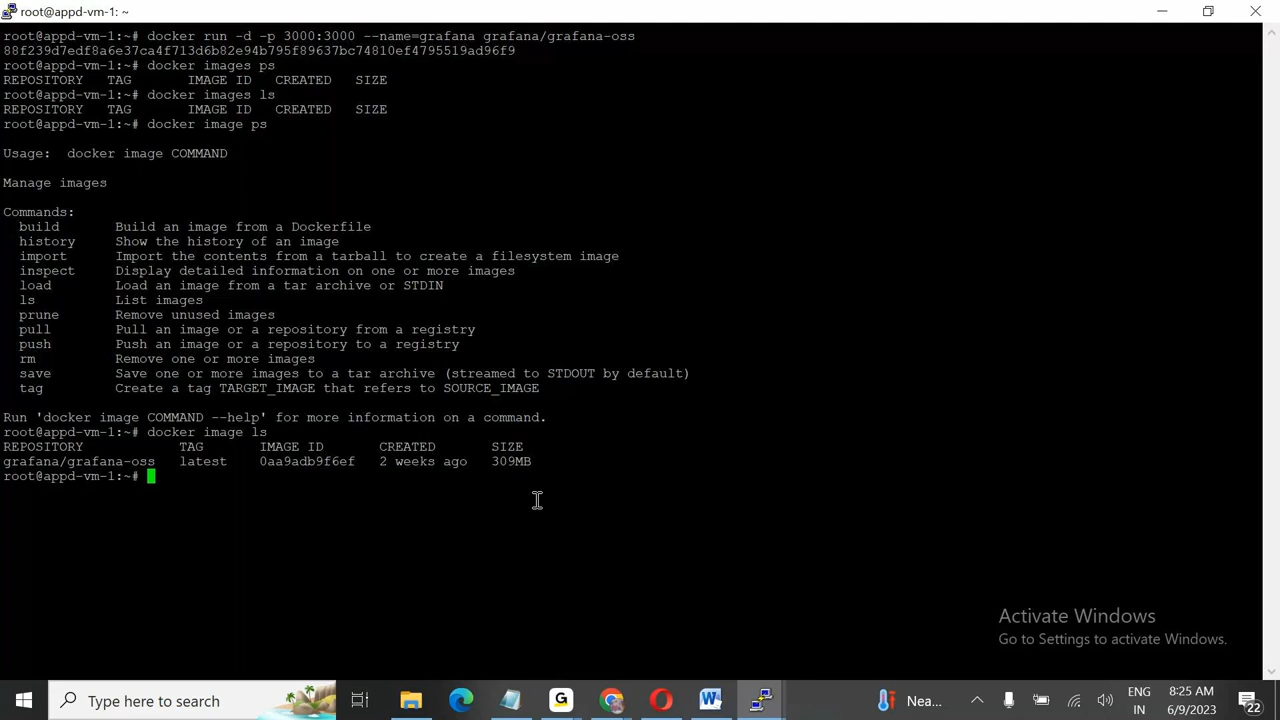 root@appd-vm-1: ~
root@appd-vm-1:~# docker run -d -p 3000:3000 --name=grafana grafana/grafana-oss
88f239d7edf8a6e37ca4f713d6b82e94b795f89637bc74810ef4795519ad96f9
root@appd-vm-1:~# docker images ps
REPOSITORY TAG IMAGE ID CREATED SIZE
root@appd-vm-1:~# docker images ls
REPOSITORY TAG IMAGE ID CREATED SIZE
root@appd-vm-1:~# docker image ps
Usage: docker image COMMAND
Manage images
Commands:
build Build an image from a Dockerfile
history Show the history of an image
import Import the contents from a tarball to create a filesystem image
inspect Display detailed information on one or more images
load Load an image from a tar archive or STDIN
ls List images
prune Remove unused images
pull Pull an image or a repository from a registry
push Push an image or a repository to a registry
rm Remove one or more images
save Save one or more images to a tar archive (streamed to STDOUT by default)
tag Create a tag TARGET_IMAGE that refers to SOURCE_IMAGE
Run 'docker image COMMAND --help' for more information on a command.
root@appd-vm-1:~# docker image ls
REPOSITORY TAG IMAGE ID CREATED SIZE
grafana/grafana-oss latest 0aa9adb9f6ef 2 weeks ago 309MB
root@appd-vm-1:~#
Activate Windows
Go to Settings to activate Windows.
Type here to search
G
W
Nea...
ENG
IN
8:25 AM
6/9/2023
22